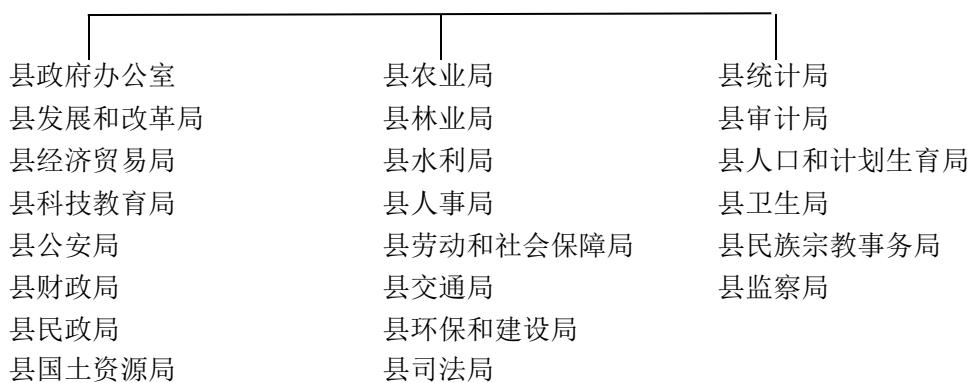 县政府办公室
县发展和改革局
县经济贸易局
县科技教育局
县公安局
县财政局
县民政局
县国土资源局
县农业局
县林业局
县水利局
县人事局
县劳动和社会保障局
县交通局
县环保和建设局
县司法局
县统计局
县审计局
县人口和计划生育局
县卫生局
县民族宗教事务局
县监察局